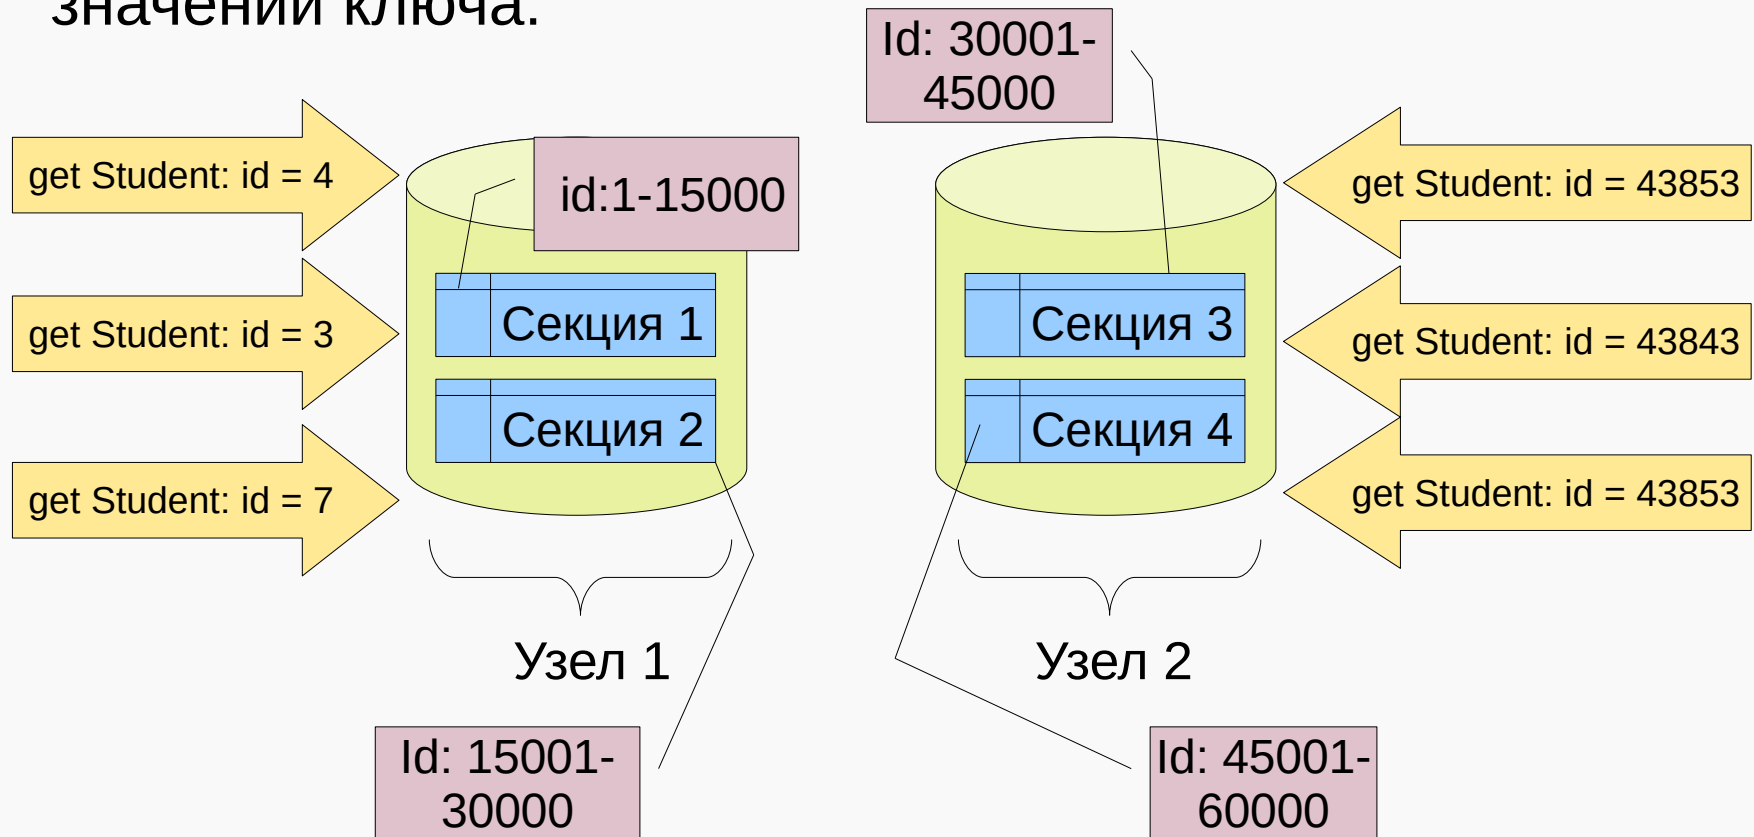 значений ключа.
Id: 30001-
45000
get Student: id = 4
id:1-15000
get Student: id = 43853
get Student: id = 3
Секция 1
Секция 3
get Student: id = 43843
Секция 2
Секция 4
get Student: id = 7
get Student: id = 43853
Узел 1
Узел 2
Id: 15001-
30000
Id: 45001-
60000